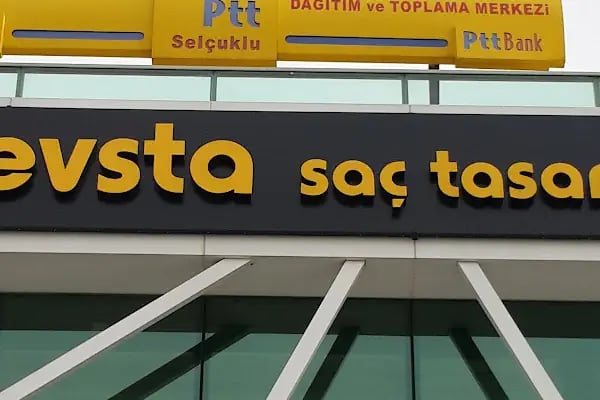 Ptt
Selçuklu
DAĞITIM ve TOPLAMA MERKEZİ
PttBank
evsta saç tasar